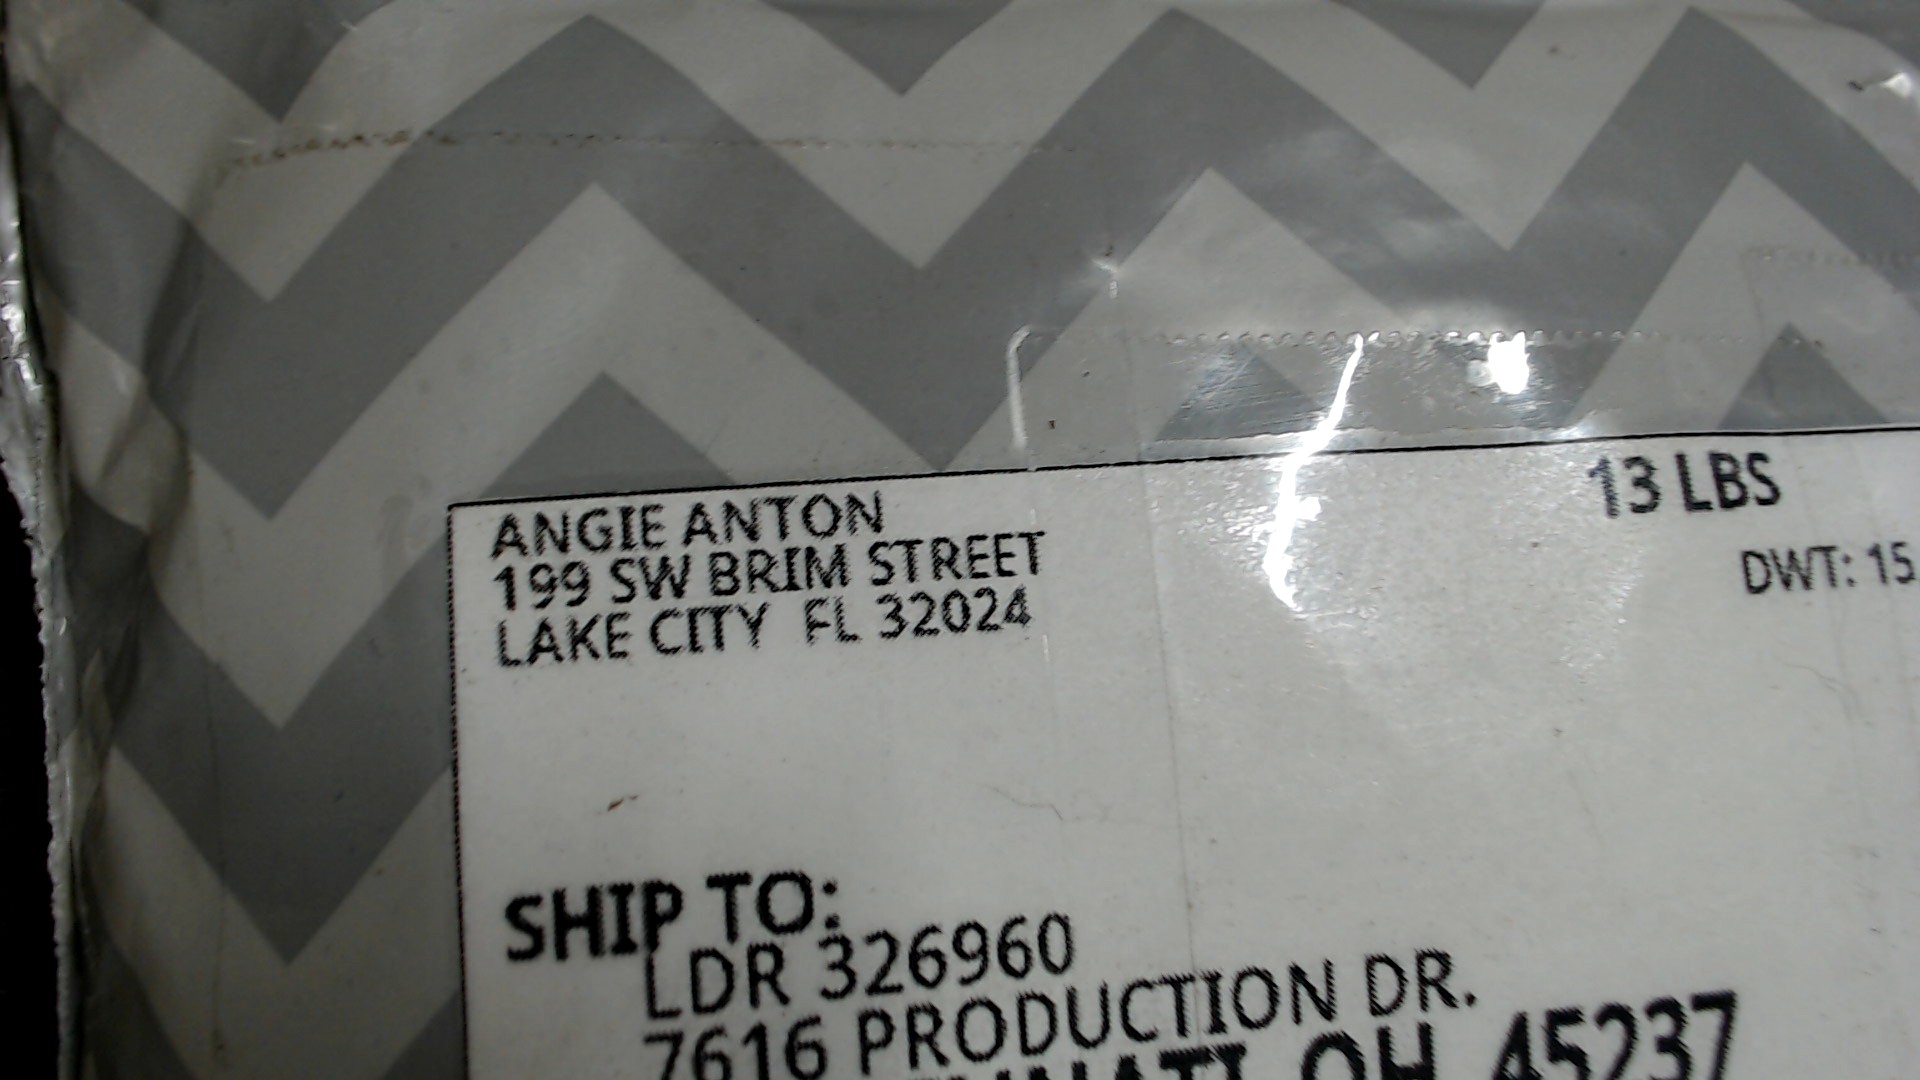 ANGIE ANTON
199 SW BRIM STREET
LAKE CITY FL 32024
13 LBS
DWT: 15
SHIP TO:
LDR 326960
7616 PRODUCTION DR.
OH 45237